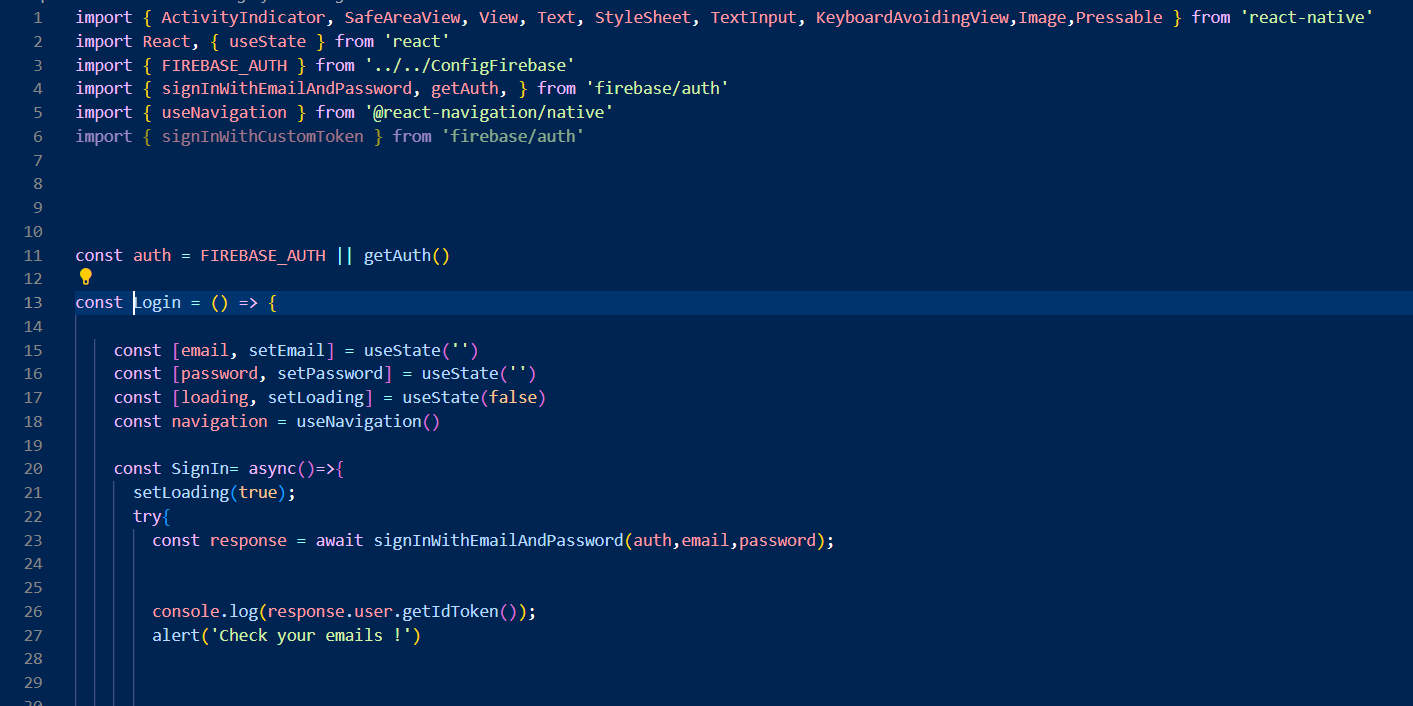 1 import { ActivityIndicator, SafeAreaView, View, Text, StyleSheet, TextInput, KeyboardAvoidingView,Image,Pressable } from 'react-native'
2 import React, { useState } from 'react'
3 import { FIREBASE_AUTH } from '../../ConfigFirebase'
4 import { signInWithEmailAndPassword, getAuth, } from 'firebase/auth'
5 import { useNavigation } from '@react-navigation/native'
6 import { signInWithCustomToken } from 'firebase/auth'
7
8
9
10
11 const auth = FIREBASE_AUTH || getAuth()
12
13 const Login = () => {
14
15 const [email, setEmail] = useState('')
16 const [password, setPassword] = useState('')
17 const [loading, setLoading] = useState(false)
18 const navigation = useNavigation()
19
20 const SignIn= async()=>{
21 setLoading(true);
22 try{
23 const response = await signInWithEmailAndPassword(auth,email,password);
24
25
26 console.log(response.user.getIdToken());
27 alert('Check your emails !')
28
29